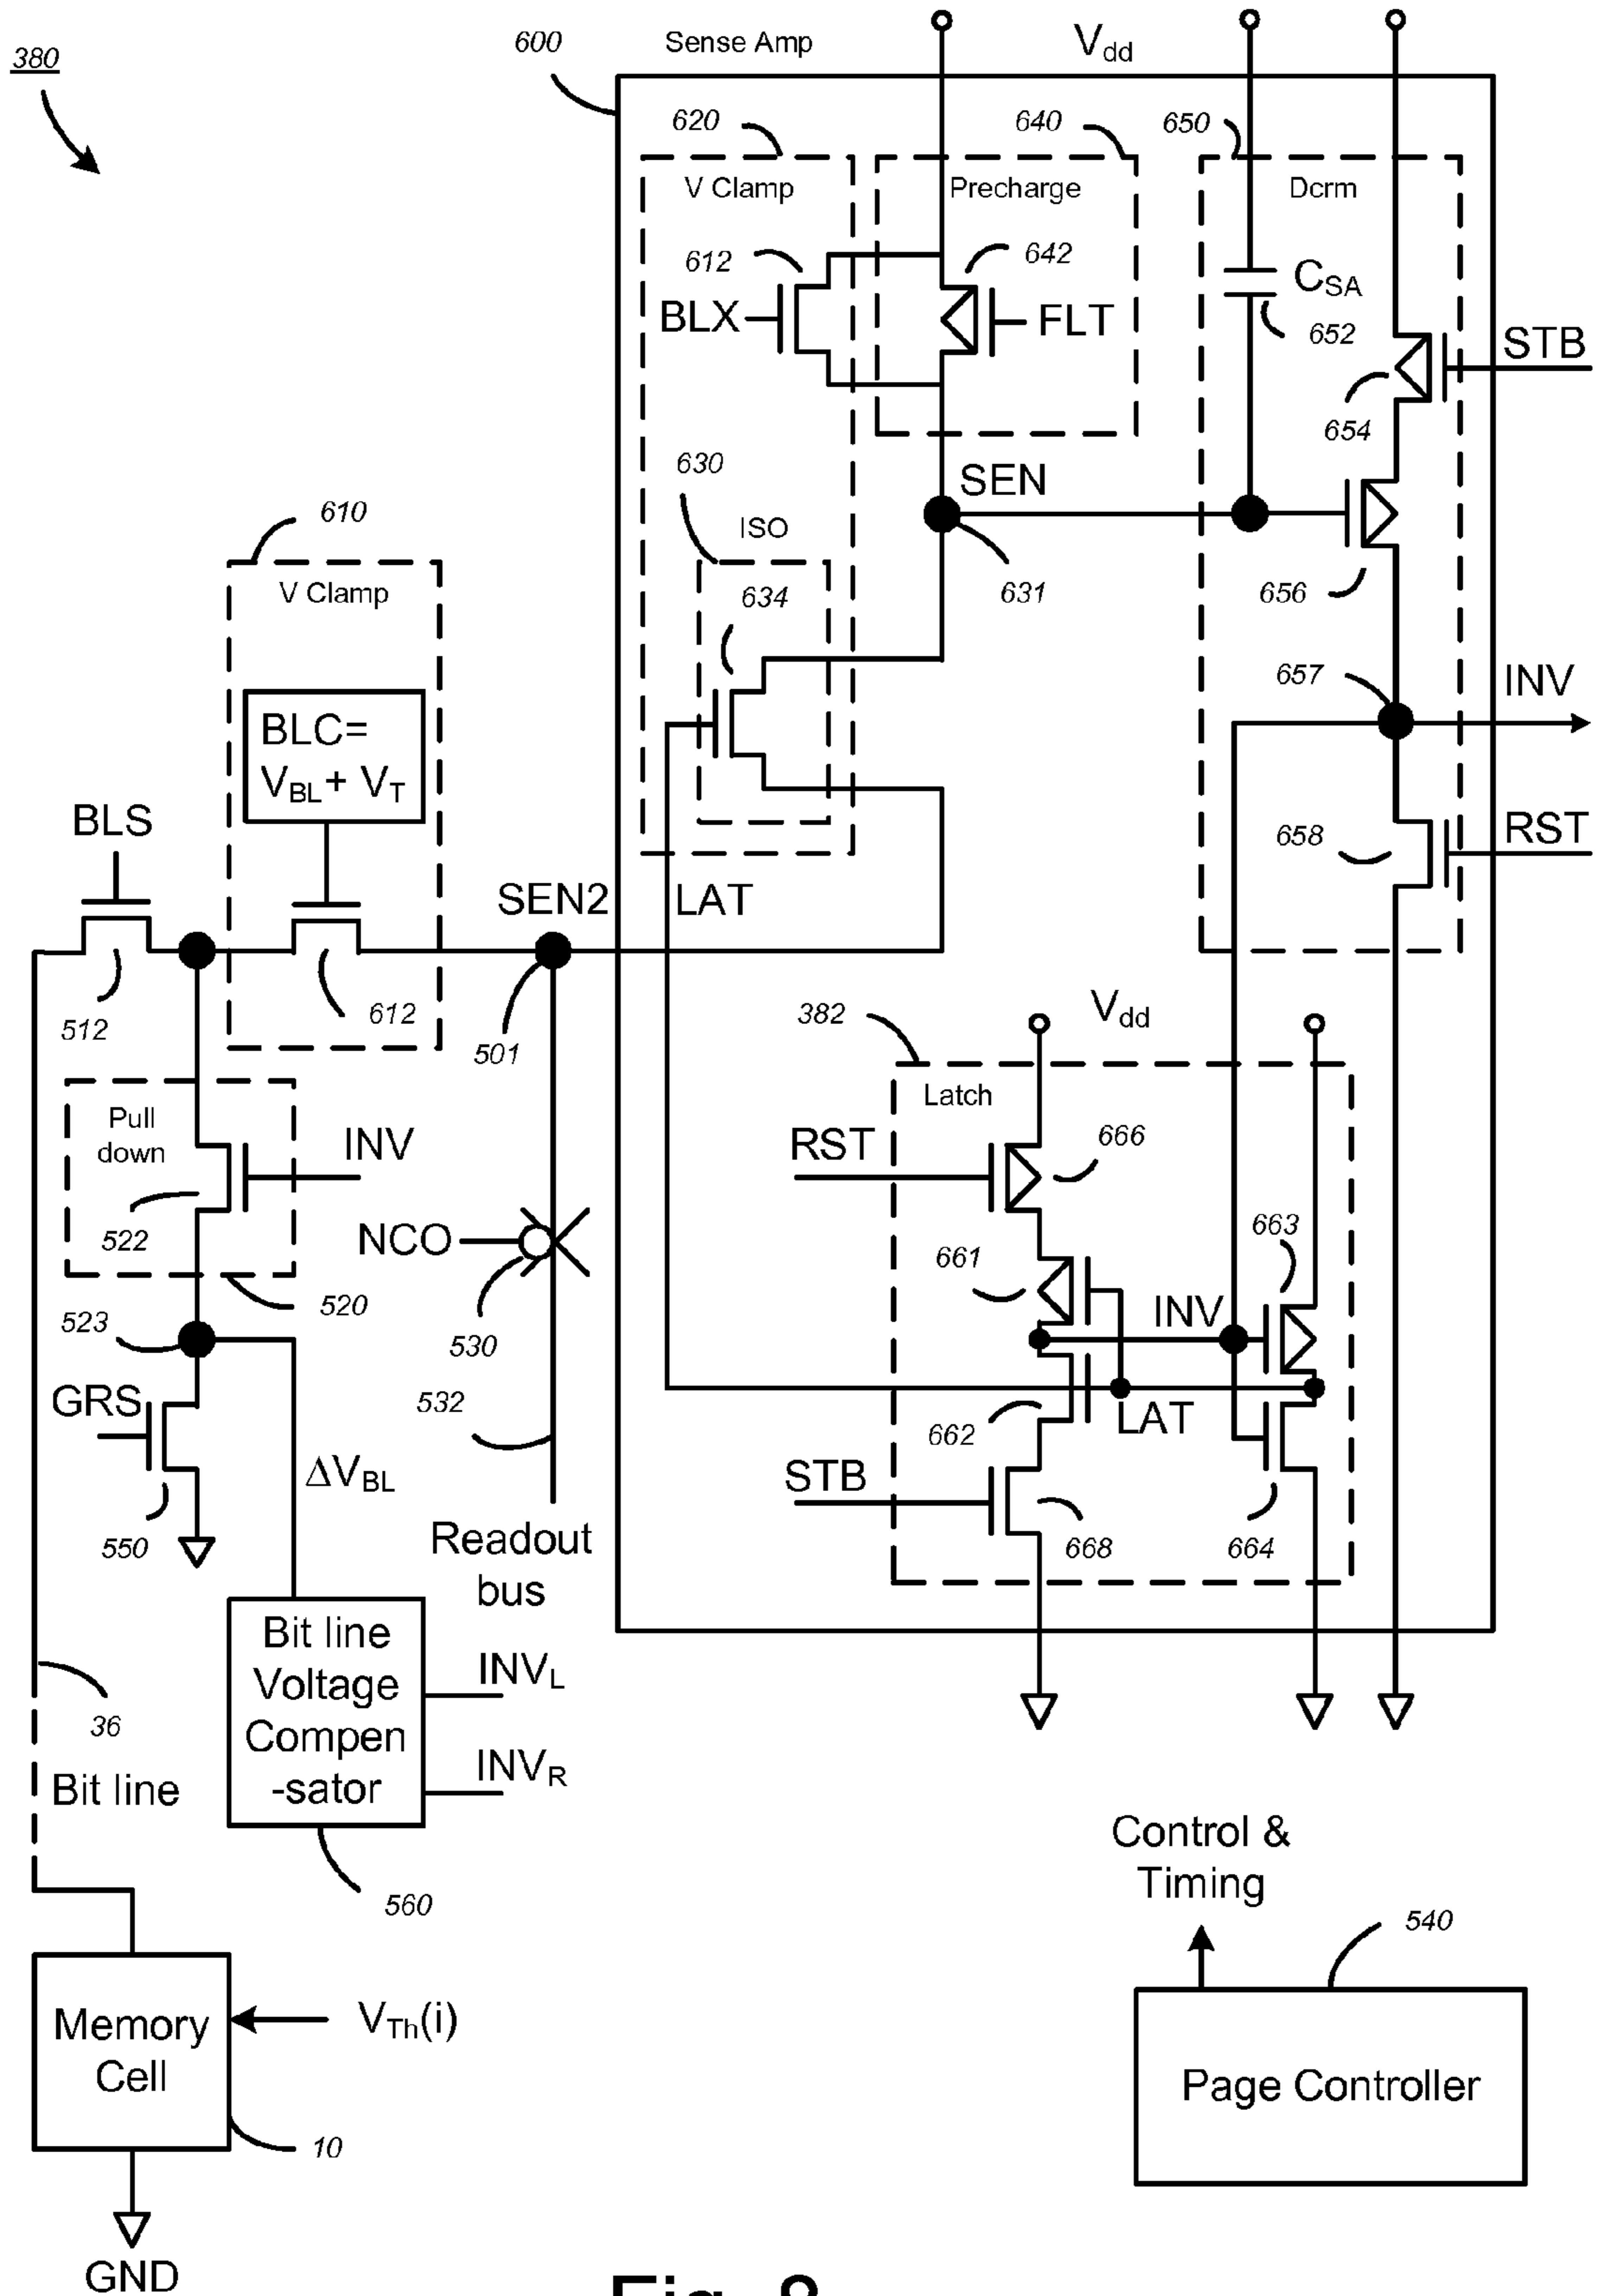 380
600
Sense Amp
Vdd
620
640
650
V Clamp
Precharge
Dcrm
612
642
CSA
BLX
FLT
652
STB
654
630
SEN
610
ISO
V Clamp
634
631
656
657
INV
BLC=
VBL + VT
BLS
658
RST
SEN2
LAT
512
612
501
382
Vdd
Latch
Pull
down
INV
RST
666
522
NCO
663
661
INV
520
523
530
GRS
532
LAT
662
ΔVBL
STB
550
Readout
bus
668
664
Bit line
Voltage
Compen
-sator
INVL
36
INVR
Bit line
Control &
Timing
560
540
Memory
Cell
VTh(i)
Page Controller
10
GND
Fig. 8